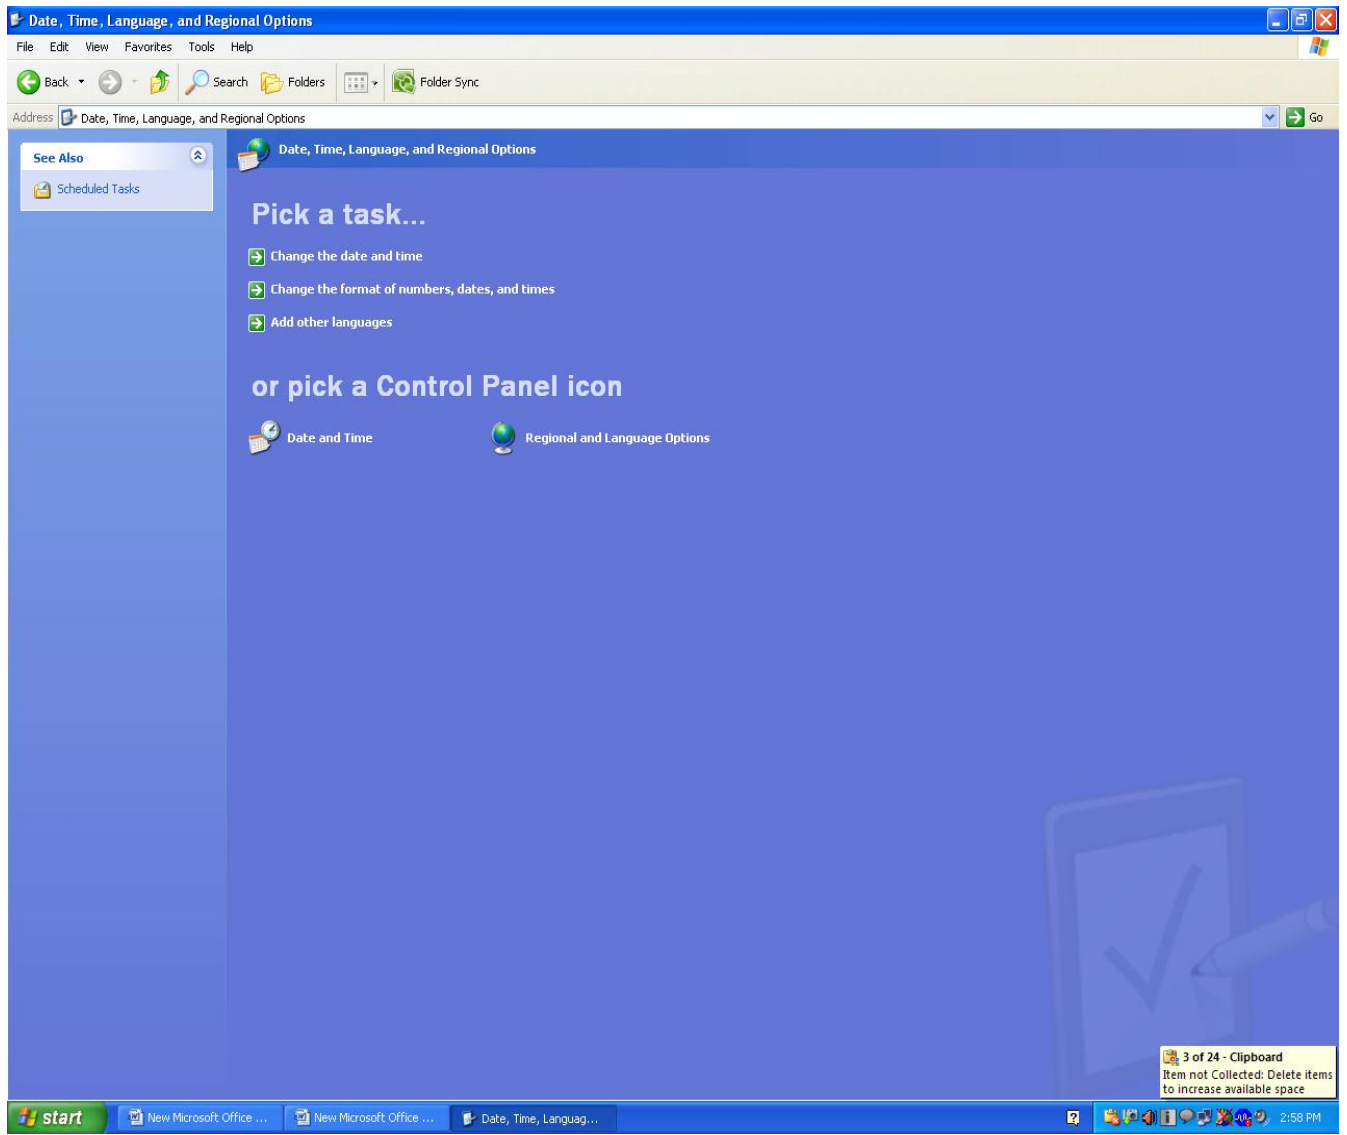 Date, Time, Language, and Regional Options
File Edit View Favorites Tools Help
Back Search Folders Folder Sync
Address Date, Time, Language, and Regional Options Go
See Also
Scheduled Tasks
Date, Time, Language, and Regional Options
Pick a task...
Change the date and time
Change the format of numbers, dates, and times
Add other languages
or pick a Control Panel icon
Date and Time Regional and Language Options
3 of 24 - Clipboard
Item not Collected: Delete items
to increase available space
start New Microsoft Office ... New Microsoft Office ... Date, Time, Languag... 2:58 PM